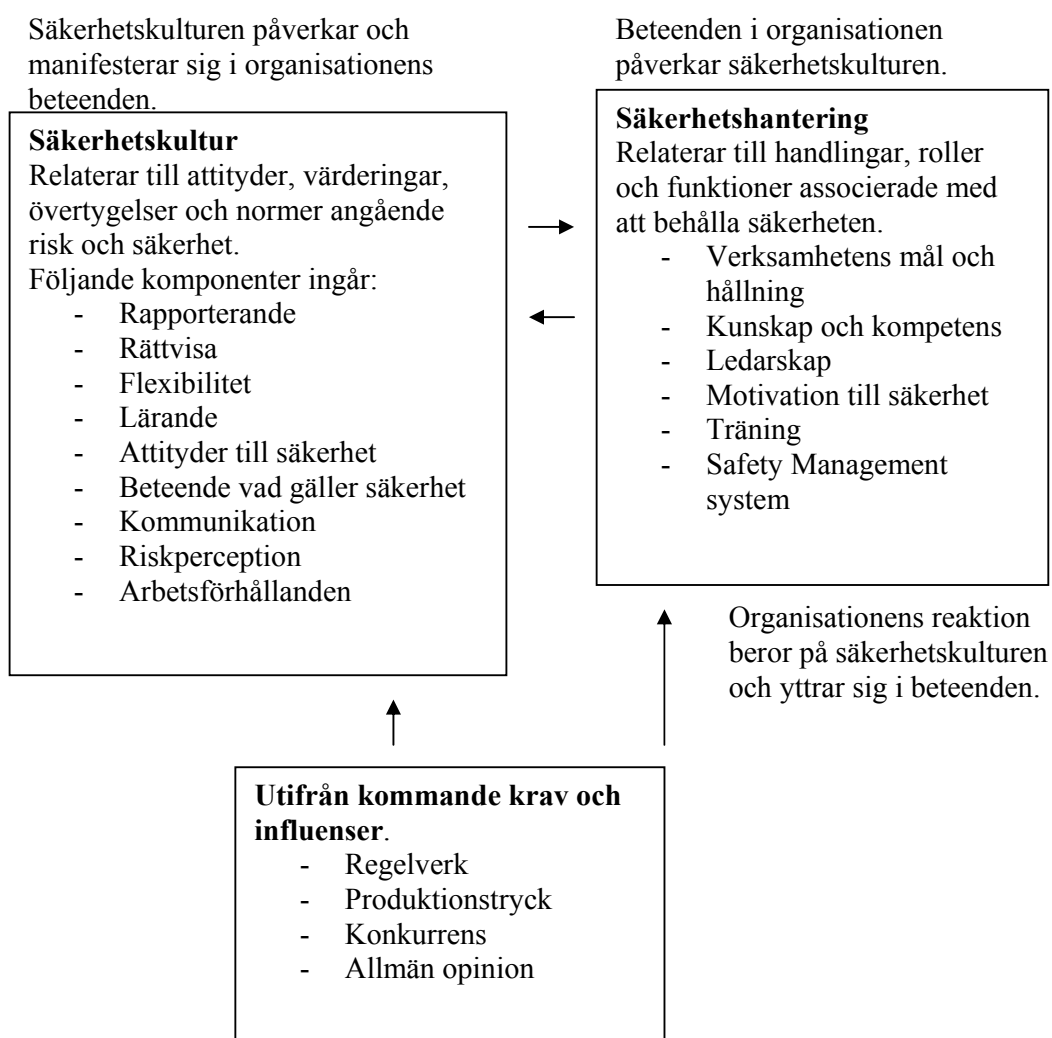 Säkerhetskulturen påverkar och
manifesterar sig i organisationens
beteenden.
Säkerhetskultur
Relaterar till attityder, värderingar,
övertygelser och normer angående
risk och säkerhet.
Följande komponenter ingår:
- Rapporterande
- Rättvisa
- Flexibilitet
- Lärande
- Attityder till säkerhet
- Beteende vad gäller säkerhet
- Kommunikation
- Riskperception
- Arbetsförhållanden
Beteenden i organisationen
påverkar säkerhetskulturen.
Säkerhetshantering
Relaterar till handlingar, roller
och funktioner associerade med
att behålla säkerheten.
- Verksamhetens mål och
hållning
- Kunskap och kompetens
- Ledarskap
- Motivation till säkerhet
- Träning
- Safety Management
system
Organisationens reaktion
beror på säkerhetskulturen
och yttrar sig i beteenden.
Utifrån kommande krav och
influenser.
- Regelverk
- Produktionstryck
- Konkurrens
- Allmän opinion